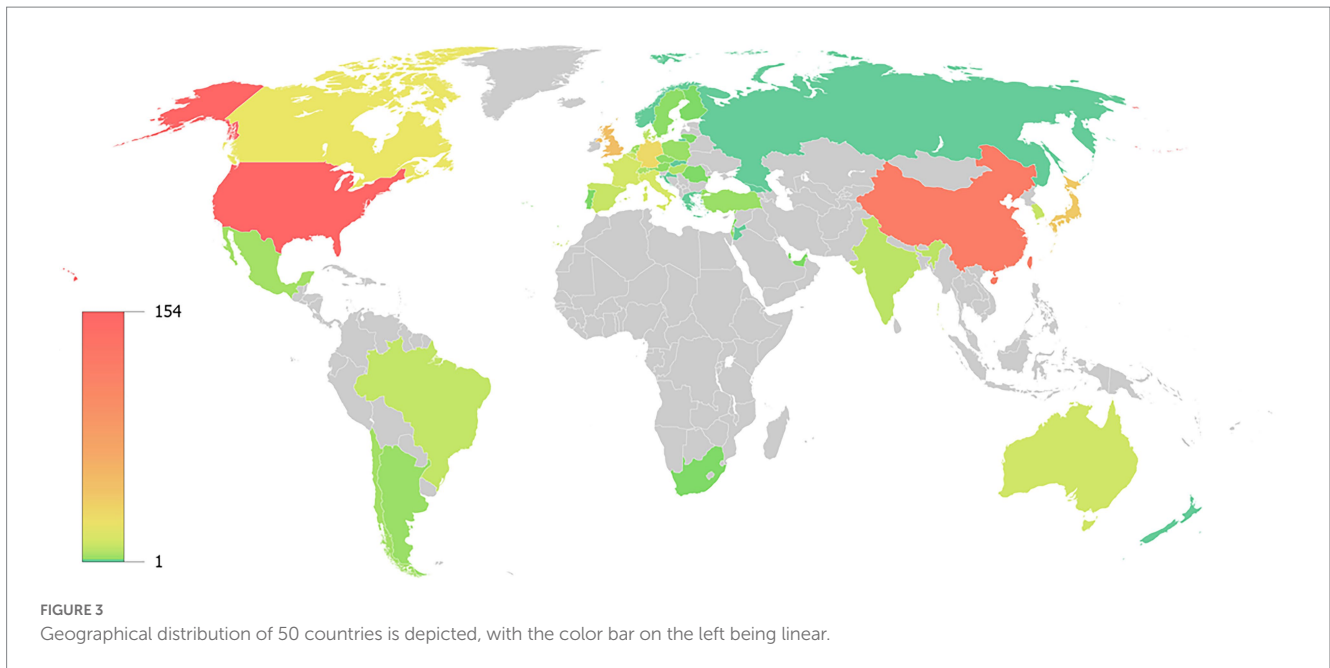 154
1
FIGURE 3
Geographical distribution of 50 countries is depicted, with the color bar on the left being linear.